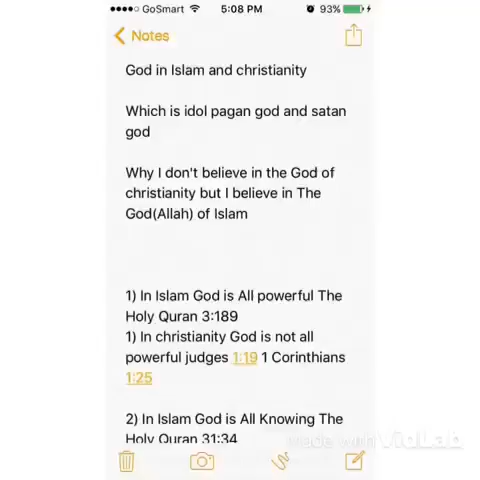 GoSmart 5:08 PM 93%
Notes
God in Islam and christianity
Which is idol pagan god and satan
god
Why I don't believe in the God of
christianity but I believe in The
God(Allah) of Islam
1) In Islam God is All powerful The
Holy Quran 3:189
1) In christianity God is not all
powerful judges 1:19 1 Corinthians
1:25
2) In Islam God is All Knowing The
Holy Quran 31:34
Made with VidLab